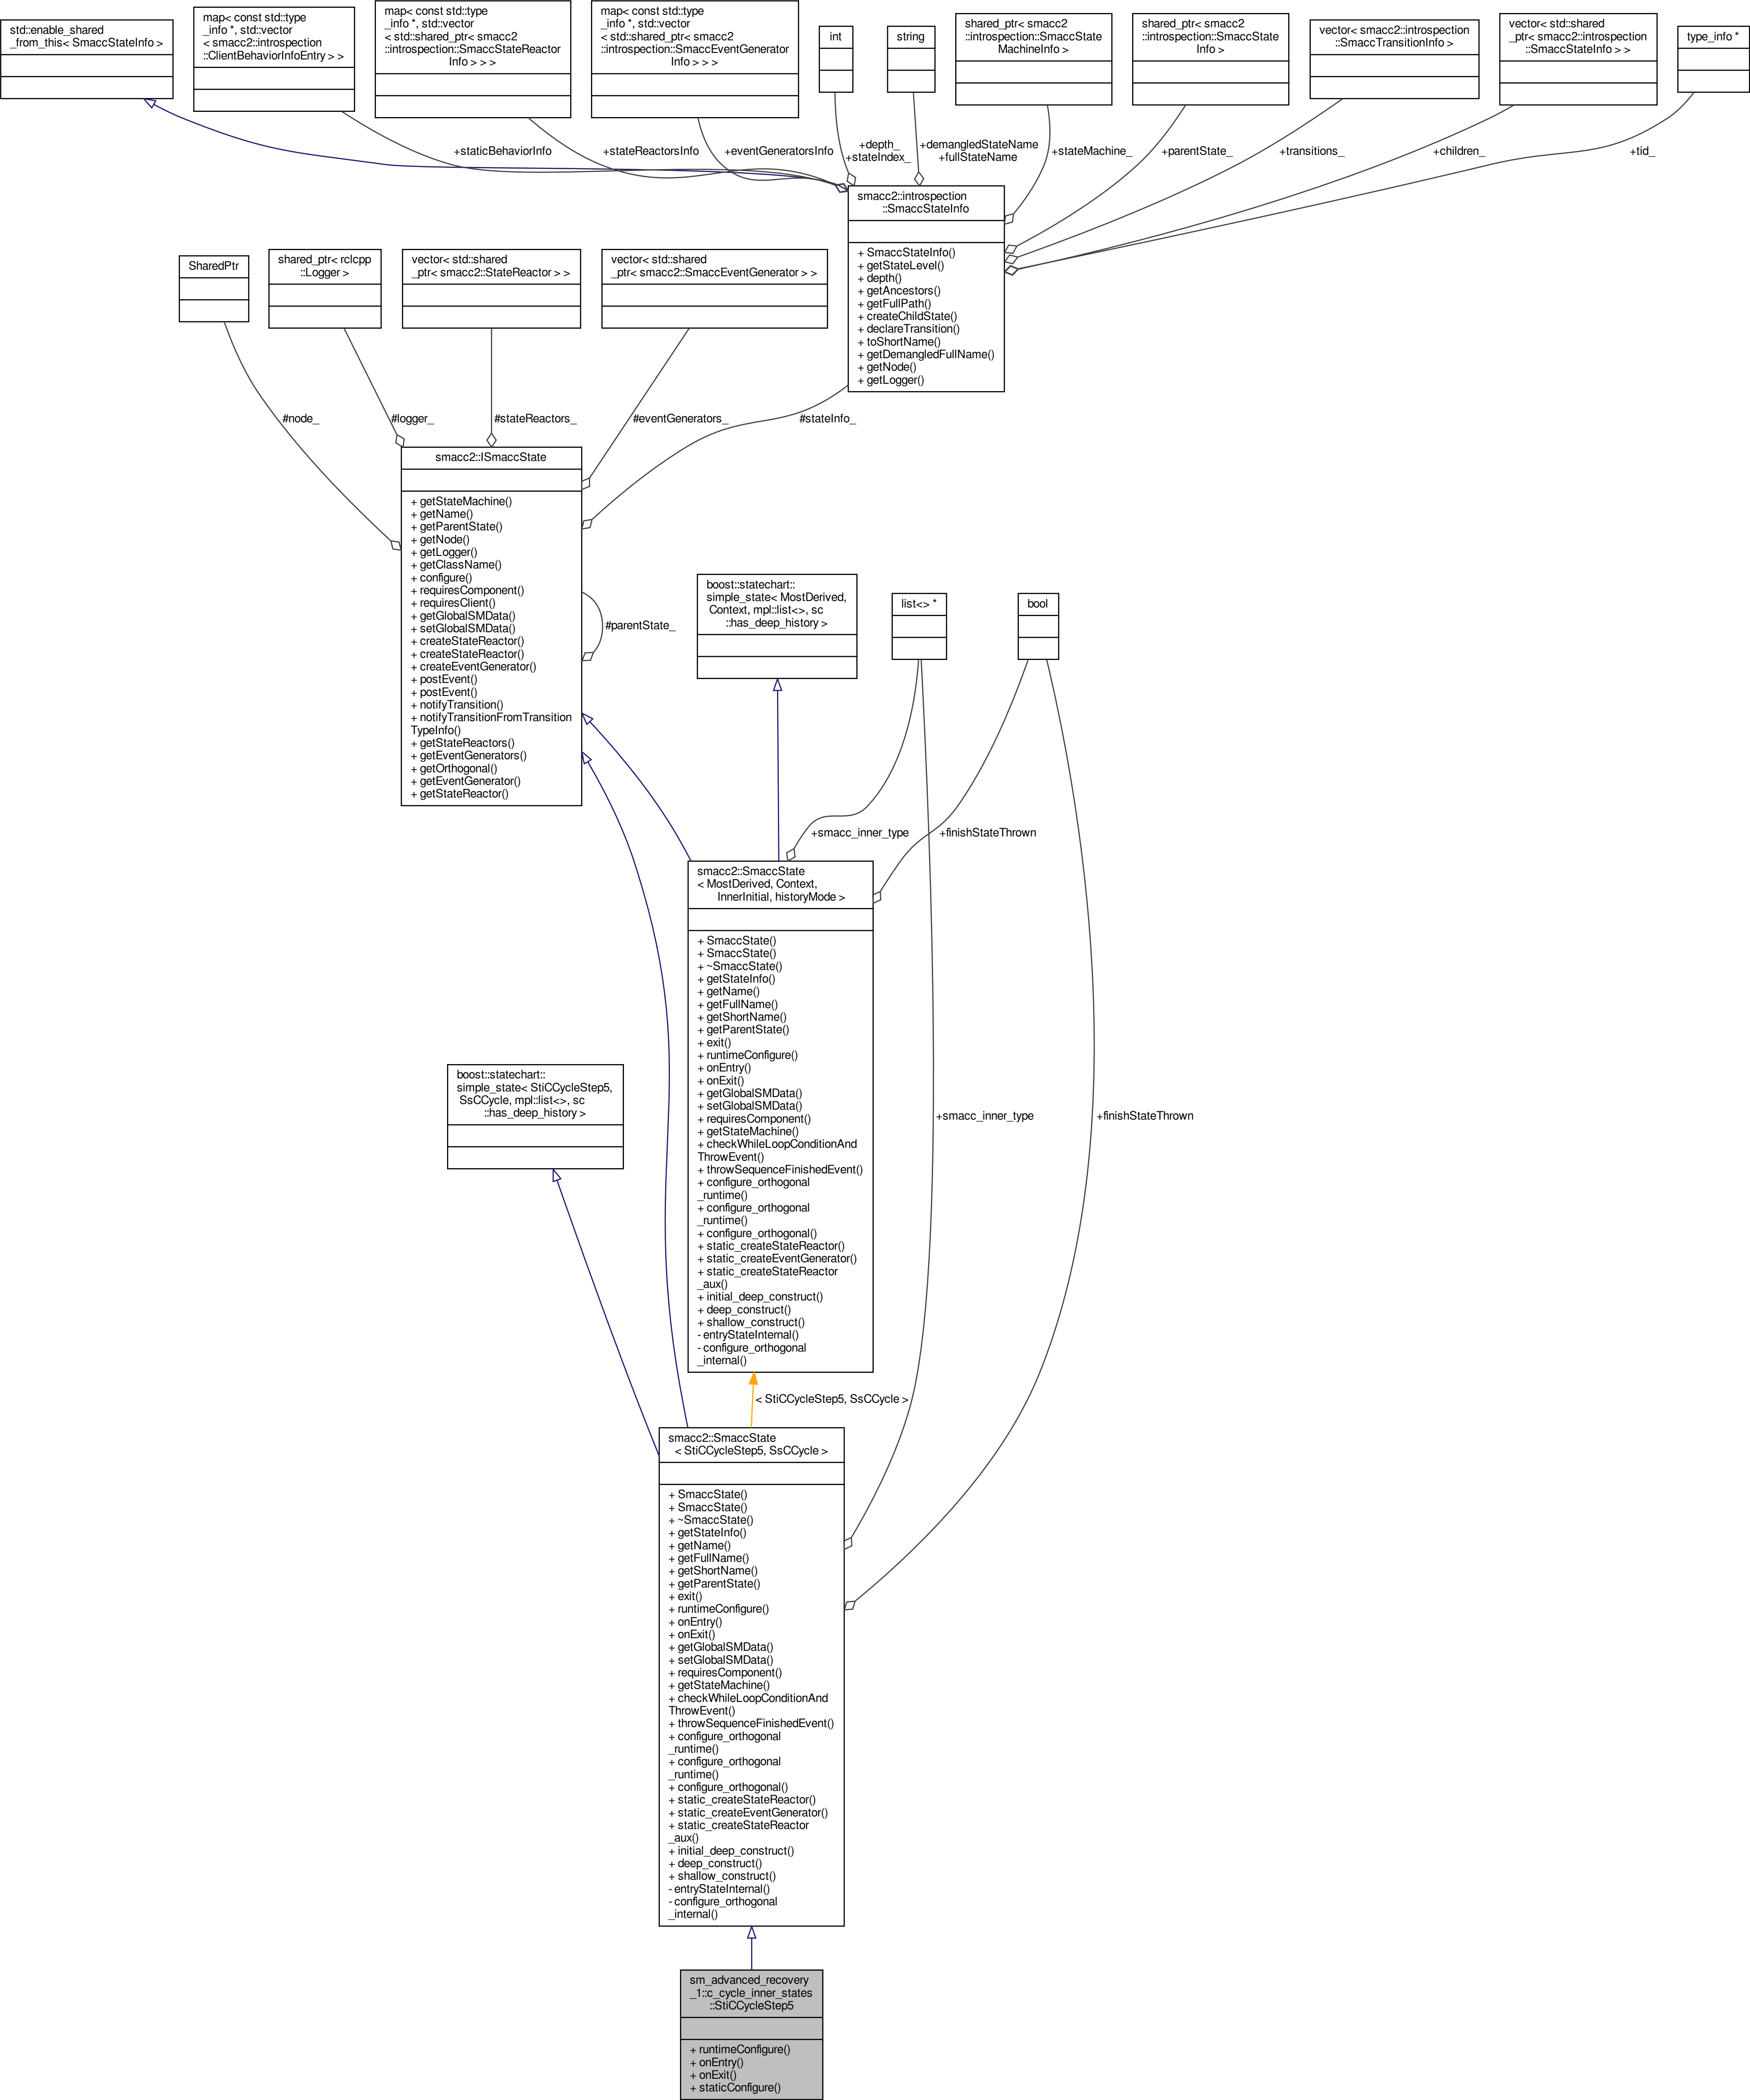 std::enable_shared
_from_this< SmaccStateInfo >
map< const std::type
_info *, std::vector
< smacc2::introspection
::ClientBehaviorInfoEntry > >
map< const std::type
_info *, std::vector
< std::shared_ptr< smacc2
::introspection::SmaccStateReactor
Info > > >
map< const std::type
_info *, std::vector
< std::shared_ptr< smacc2
::introspection::SmaccEventGenerator
Info > > >
int
string
shared_ptr< smacc2
::introspection::SmaccState
MachineInfo >
shared_ptr< smacc2
::introspection::SmaccState
Info >
vector< smacc2::introspection
::SmaccTransitionInfo >
vector< std::shared
_ptr< smacc2::introspection
::SmaccStateInfo > >
type_info *
+staticBehaviorInfo
+stateReactorsInfo
+eventGeneratorsInfo
+depth_
+stateIndex_
+demangledStateName
+fullStateName
+stateMachine_
+parentState_
+transitions_
+children_
+tid_
smacc2::introspection
::SmaccStateInfo
+ SmaccStateInfo()
+ getStateLevel()
+ depth()
+ getAncestors()
+ getFullPath()
+ createChildState()
+ declareTransition()
+ toShortName()
+ getDemangledFullName()
+ getNode()
+ getLogger()
SharedPtr
shared_ptr< rclcpp
::Logger >
vector< std::shared
_ptr< smacc2::StateReactor > >
vector< std::shared
_ptr< smacc2::SmaccEventGenerator > >
#node_
#logger_
#stateReactors_
#eventGenerators_
#stateInfo_
smacc2::ISmaccState
+ getStateMachine()
+ getName()
+ getParentState()
+ getNode()
+ getLogger()
+ getClassName()
+ configure()
+ requiresComponent()
+ requiresClient()
+ getGlobalSMData()
+ setGlobalSMData()
+ createStateReactor()
+ createStateReactor()
+ createEventGenerator()
+ postEvent()
+ postEvent()
+ notifyTransition()
+ notifyTransitionFromTransition
TypeInfo()
+ getStateReactors()
+ getEventGenerators()
+ getOrthogonal()
+ getEventGenerator()
+ getStateReactor()
#parentState_
boost::statechart::
simple_state< MostDerived,
Context, mpl::list<>, sc
::has_deep_history >
list<> *
bool
+smacc_inner_type
+finishStateThrown
smacc2::SmaccState
< MostDerived, Context,
InnerInitial, historyMode >
+ SmaccState()
+ SmaccState()
+ ~SmaccState()
+ getStateInfo()
+ getName()
+ getFullName()
+ getShortName()
+ getParentState()
+ exit()
+ runtimeConfigure()
+ onEntry()
+ onExit()
+ getGlobalSMData()
+ setGlobalSMData()
+ requiresComponent()
+ getStateMachine()
+ checkWhileLoopConditionAnd
ThrowEvent()
+ throwSequenceFinishedEvent()
+ configure_orthogonal
_runtime()
+ configure_orthogonal
_runtime()
+ configure_orthogonal()
+ static_createStateReactor()
+ static_createEventGenerator()
+ static_createStateReactor
_aux()
+ initial_deep_construct()
+ deep_construct()
+ shallow_construct()
- entryStateInternal()
- configure_orthogonal
_internal()
boost::statechart::
simple_state< StiCCycleStep5,
SsCCycle, mpl::list<>, sc
::has_deep_history >
+smacc_inner_type
+finishStateThrown
< StiCCycleStep5, SsCCycle >
smacc2::SmaccState
< StiCCycleStep5, SsCCycle >
+ SmaccState()
+ SmaccState()
+ ~SmaccState()
+ getStateInfo()
+ getName()
+ getFullName()
+ getShortName()
+ getParentState()
+ exit()
+ runtimeConfigure()
+ onEntry()
+ onExit()
+ getGlobalSMData()
+ setGlobalSMData()
+ requiresComponent()
+ getStateMachine()
+ checkWhileLoopConditionAnd
ThrowEvent()
+ throwSequenceFinishedEvent()
+ configure_orthogonal
_runtime()
+ configure_orthogonal
_runtime()
+ configure_orthogonal()
+ static_createStateReactor()
+ static_createEventGenerator()
+ static_createStateReactor
_aux()
+ initial_deep_construct()
+ deep_construct()
+ shallow_construct()
- entryStateInternal()
- configure_orthogonal
_internal()
sm_advanced_recovery
_1::c_cycle_inner_states
::StiCCycleStep5
+ runtimeConfigure()
+ onEntry()
+ onExit()
+ staticConfigure()